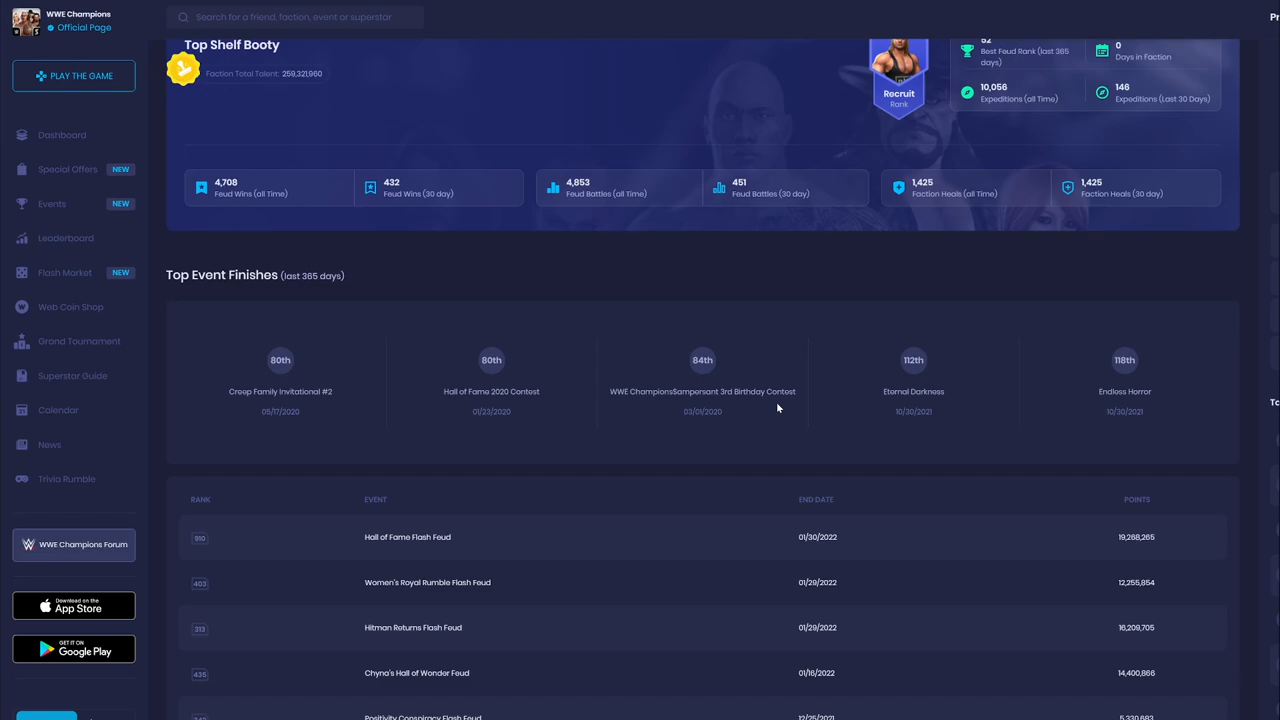 WWE Champions
Official Page
Search for a friend, faction, event or superstar
PLAY THE GAME
Dashboard
Special Offers NEW
Events NEW
Leaderboard
Flash Market NEW
Web Coin Shop
Grand Tournament
Superstar Guide
Calendar
News
Trivia Rumble
WWE Champions Forum
Download on the
App Store
GET IT ON
Google Play
Top Shelf Booty
Faction Total Talent: 259,321,960
Recruit
Rank
52
Best Feud Rank (last 365
days)
0
Days in Faction
10,056
Expeditions (all Time)
146
Expeditions (Last 30 Days)
4,708
Feud Wins (all Time)
432
Feud Wins (30 day)
4,853
Feud Battles (all Time)
451
Feud Battles (30 day)
1,425
Faction Heals (all Time)
1,425
Faction Heals (30 day)
Top Event Finishes (last 365 days)
80th
Creep Family Invitational #2
05/17/2020
80th
Hall of Fame 2020 Contest
01/23/2020
84th
WWE Champions$ampersant 3rd Birthday Contest
03/01/2020
112th
Eternal Darkness
10/30/2021
118th
Endless Horror
10/30/2021
RANK EVENT END DATE POINTS
910 Hall of Fame Flash Feud 01/30/2022 19,268,265
403 Women's Royal Rumble Flash Feud 01/29/2022 12,255,854
313 Hitman Returns Flash Feud 01/29/2022 16,209,705
435 Chyna's Hall of Wonder Feud 01/16/2022 14,400,866
Positivity Conspiracy Flash Feud 12/25/2021 5,330,683
Pr
To